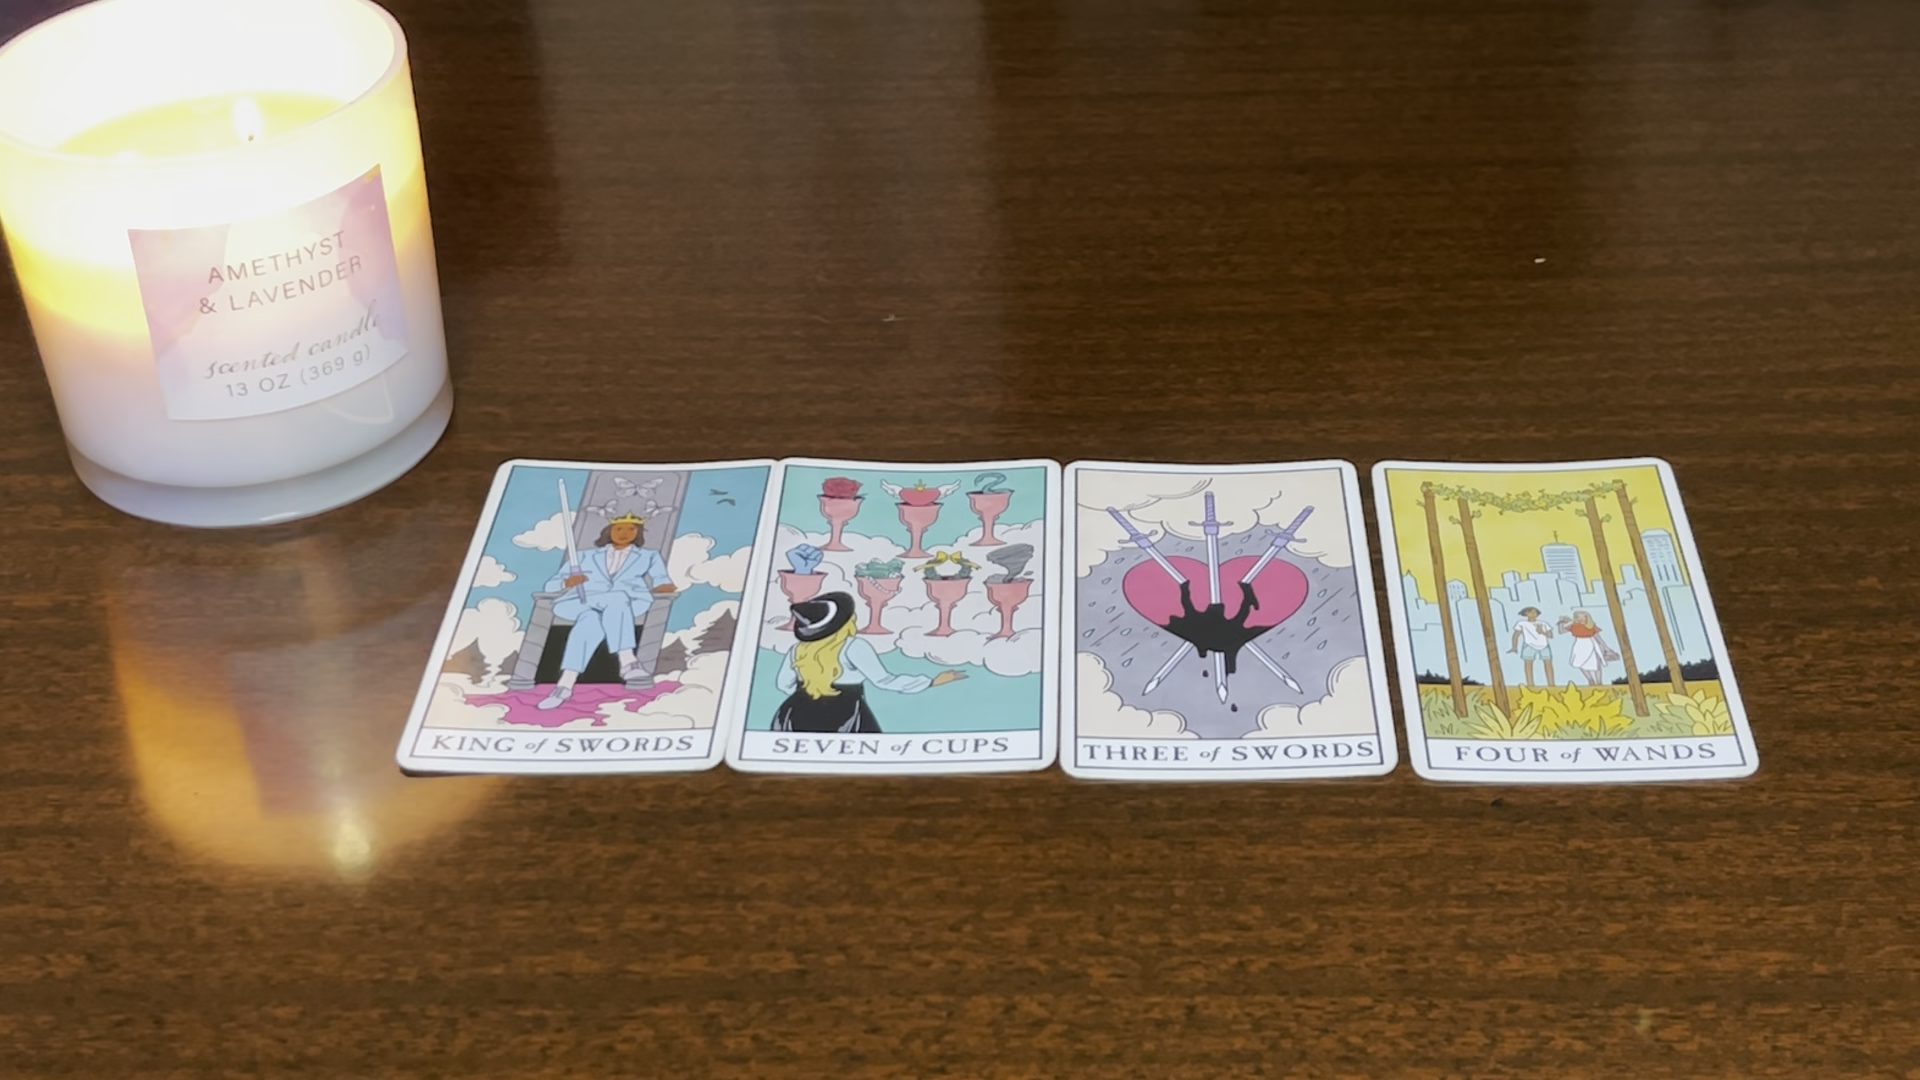 AMETHYST
& LAVENDER
scented candle
13 OZ (369 g)
KING of SWORDS
SEVEN of CUPS
THREE of SWORDS
FOUR of WANDS